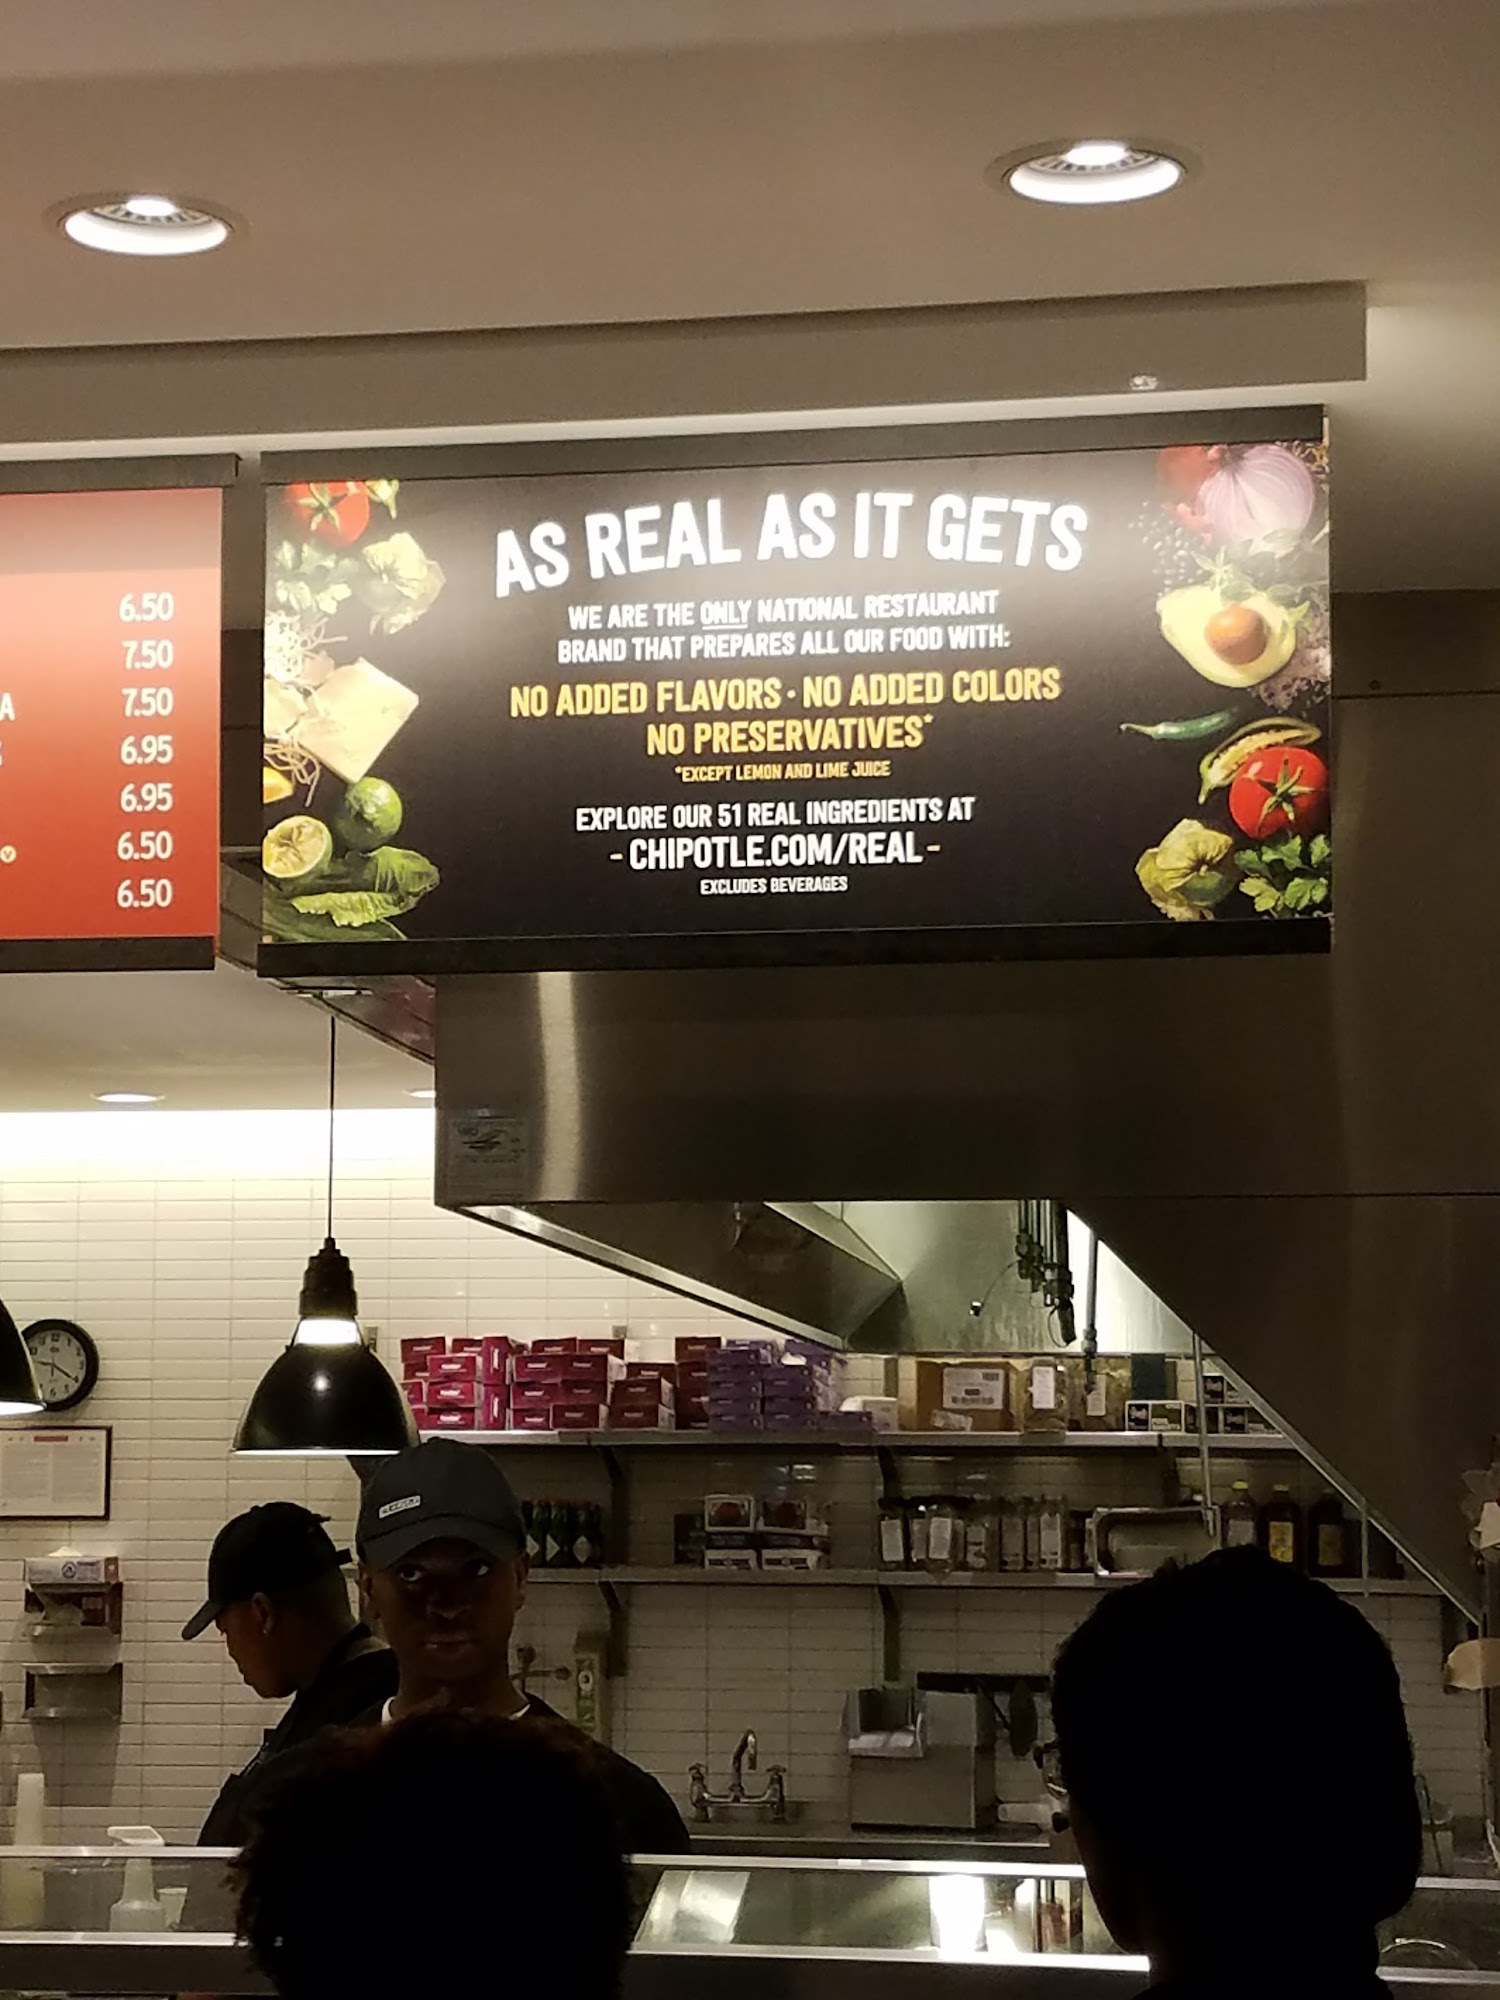 6.50
7.50
A 7.50
6.95
6.95
V 6.50
6.50
AS REAL AS IT GETS
WE ARE THE ONLY NATIONAL RESTAURANT
BRAND THAT PREPARES ALL OUR FOOD WITH:
NO ADDED FLAVORS · NO ADDED COLORS
NO PRESERVATIVES*
*EXCEPT LEMON AND LIME JUICE
EXPLORE OUR 51 REAL INGREDIENTS AT
- CHIPOTLE.COM/REAL -
EXCLUDES BEVERAGES